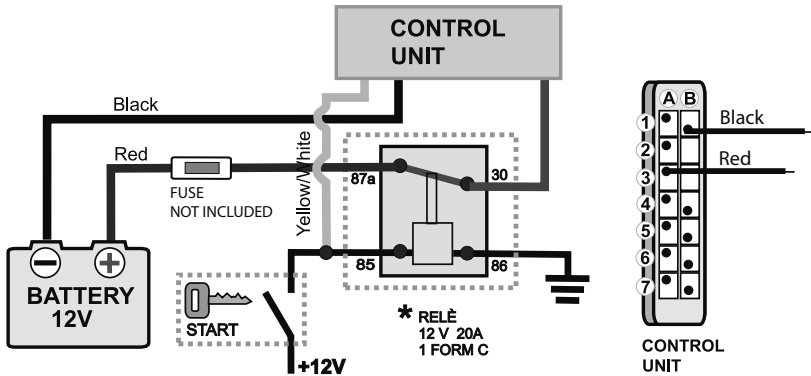 CONTROL
UNIT
Black
Red
FUSE
NOT INCLUDED
Yellow/White
87a
30
85
86
BATTERY
12V
START
+12V
* RELÈ
12 V 20A
1 FORM C
A B
1
2
3
4
5
6
7
Black
Red
CONTROL
UNIT